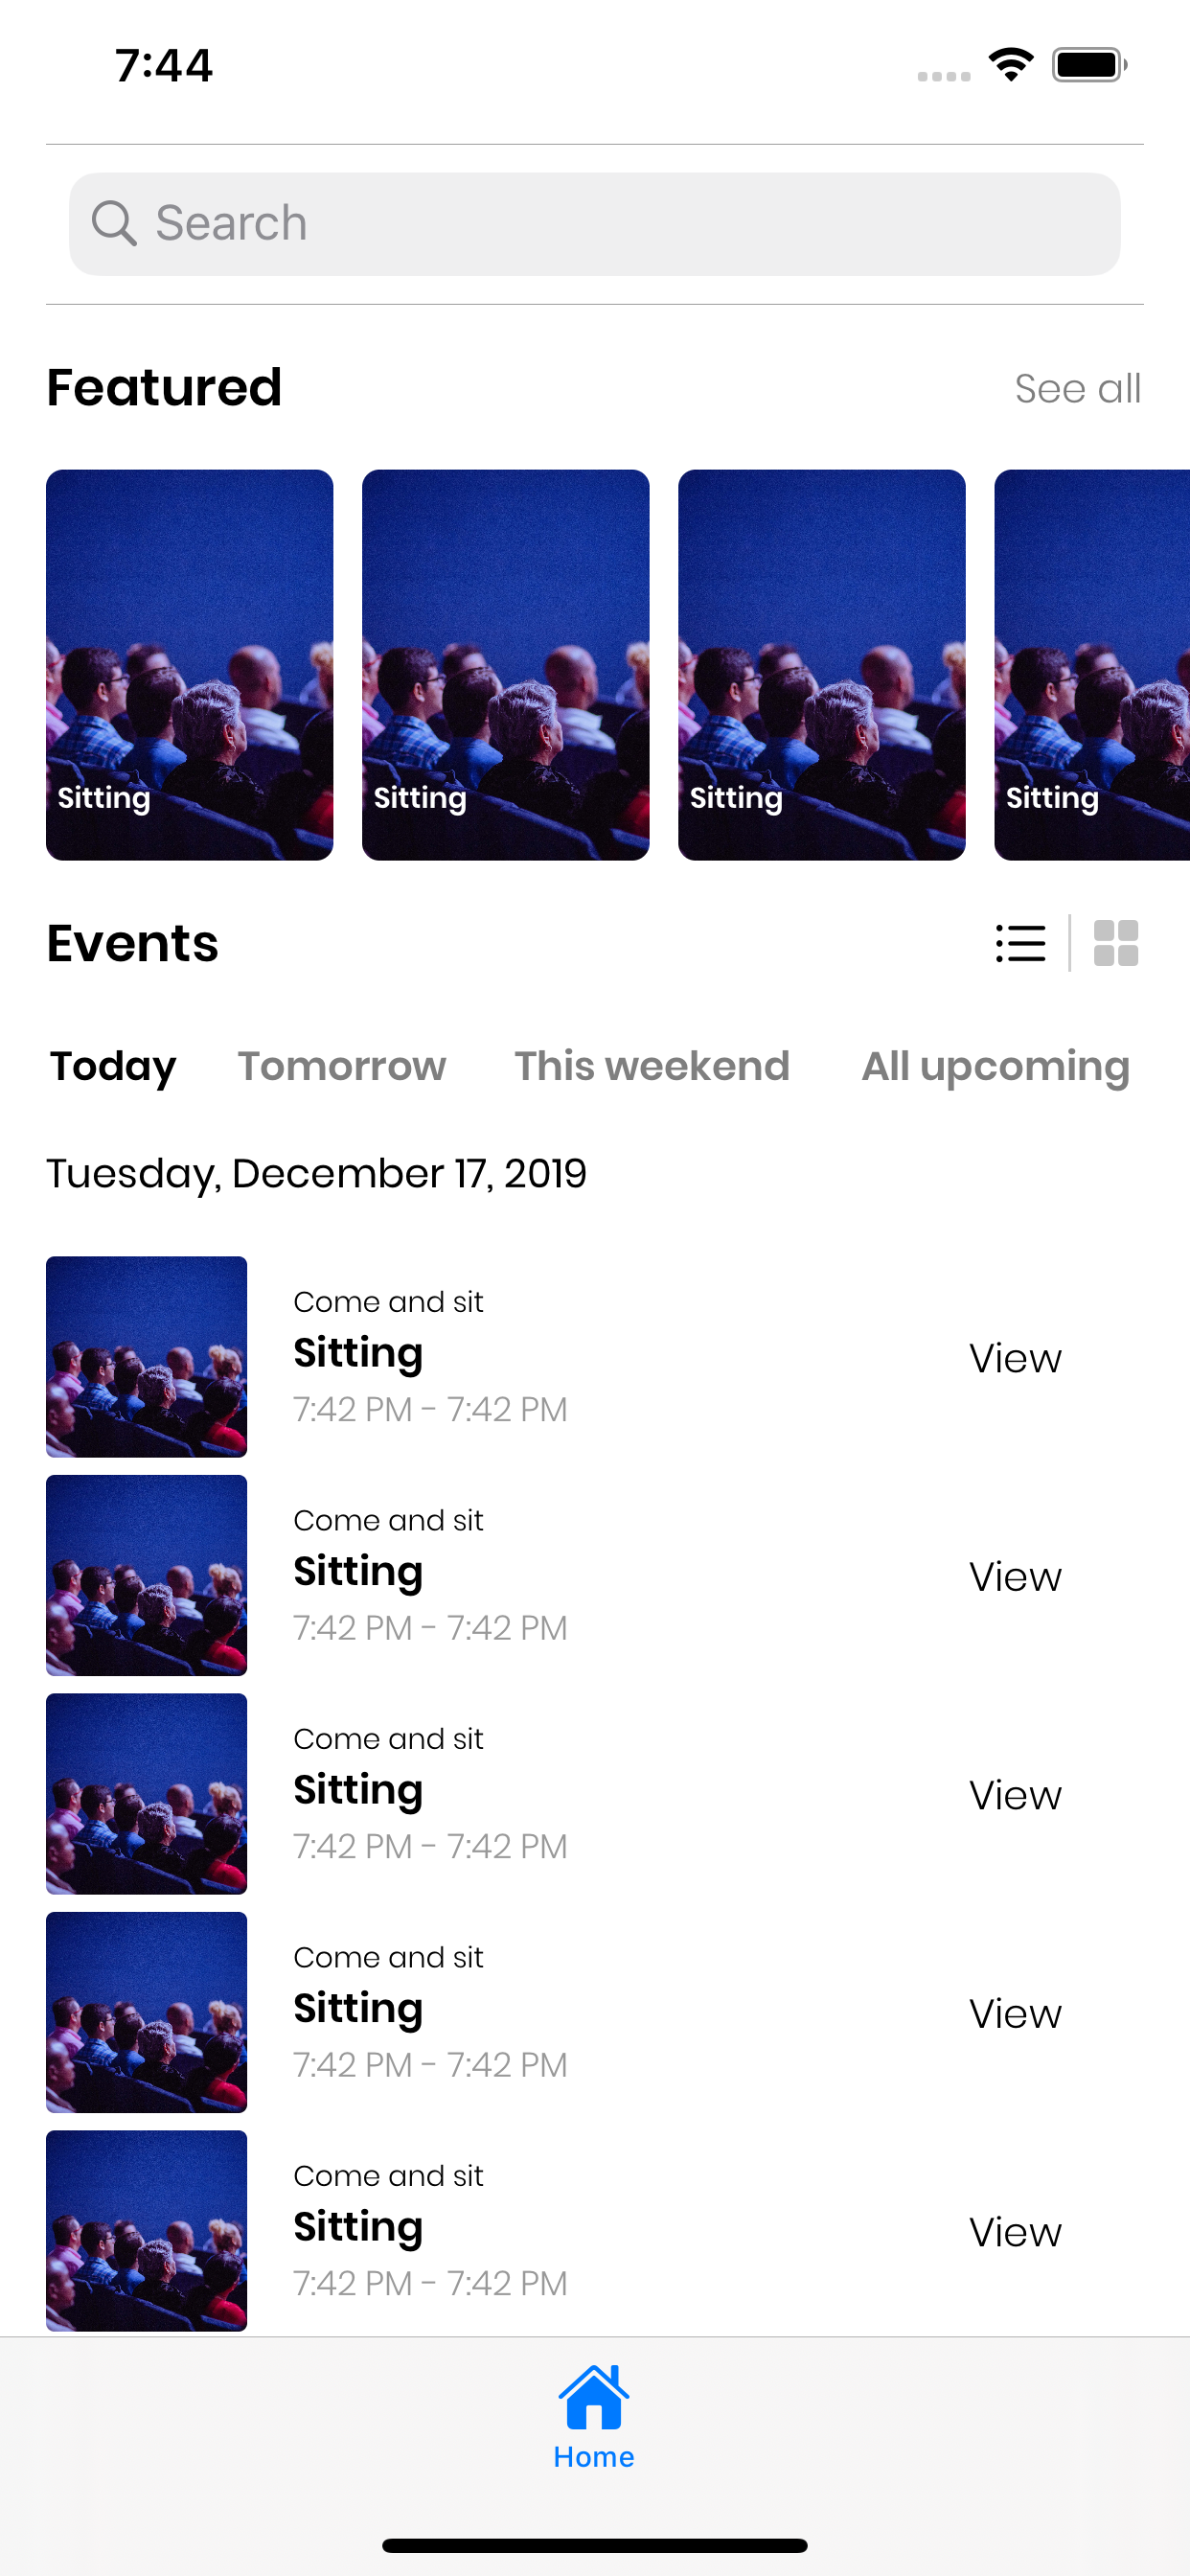 7:44
Search
Featured
See all
Sitting
Sitting
Sitting
Sitting
Events
Today
Tomorrow
This weekend
All upcoming
Tuesday, December 17, 2019
Come and sit
Sitting
7:42 PM - 7:42 PM
View
Come and sit
Sitting
7:42 PM - 7:42 PM
View
Come and sit
Sitting
7:42 PM - 7:42 PM
View
Come and sit
Sitting
7:42 PM - 7:42 PM
View
Come and sit
Sitting
7:42 PM - 7:42 PM
View
Home